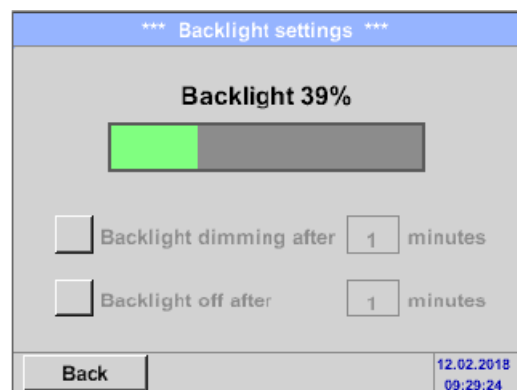 *** Backlight settings ***
Backlight 39%
Backlight dimming after 1 minutes
Backlight off after 1 minutes
Back
12.02.2018
09:29:24